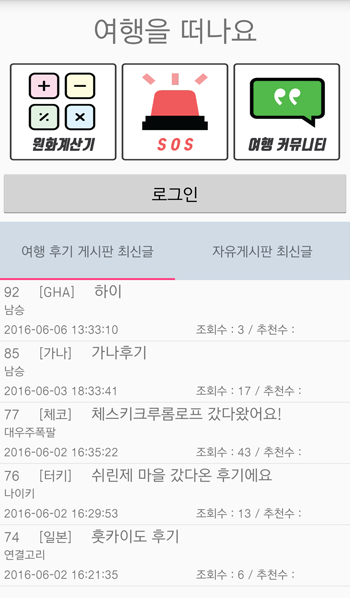 여행을 떠나요
원화계산기
SOS
여행 커뮤니티
로그인
여행 후기 게시판 최신글 자유게시판 최신글
92 [GHA] 하이
남승
2016-06-06 13:33:10 조회수 : 3 / 추천수 :
85 [가나] 가나후기
남승
2016-06-03 18:33:41 조회수 : 17 / 추천수 :
77 [체코] 체스키크루롬로프 갔다왔어요!
대우주폭팔
2016-06-02 16:35:22 조회수 : 43 / 추천수 :
76 [터키] 쉬린제 마을 갔다온 후기에요
나이키
2016-06-02 16:29:53 조회수 : 13 / 추천수 :
74 [일본] 홋카이도 후기
연결고리
2016-06-02 16:21:35 조회수 : 6 / 추천수 :